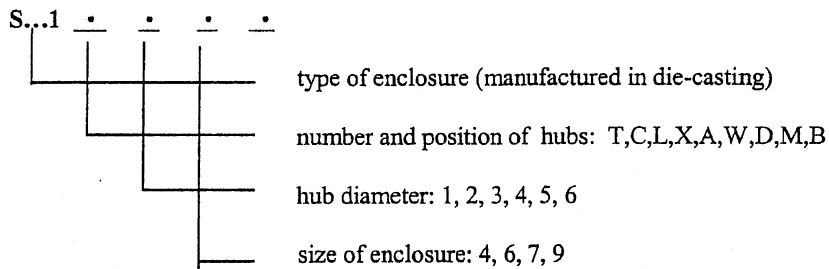 S...1 . . . .
type of enclosure (manufactured in die-casting)
number and position of hubs: T,C,L,X,A,W,D,M,B
hub diameter: 1, 2, 3, 4, 5, 6
size of enclosure: 4, 6, 7, 9